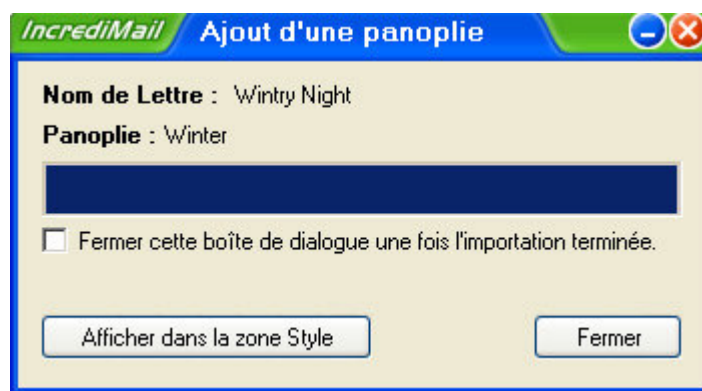 IncrediMail Ajout d'une panoplie
Nom de Lettre : Wintry Night
Panoplie : Winter
Fermer cette boîte de dialogue une fois l'importation terminée.
Afficher dans la zone Style Fermer